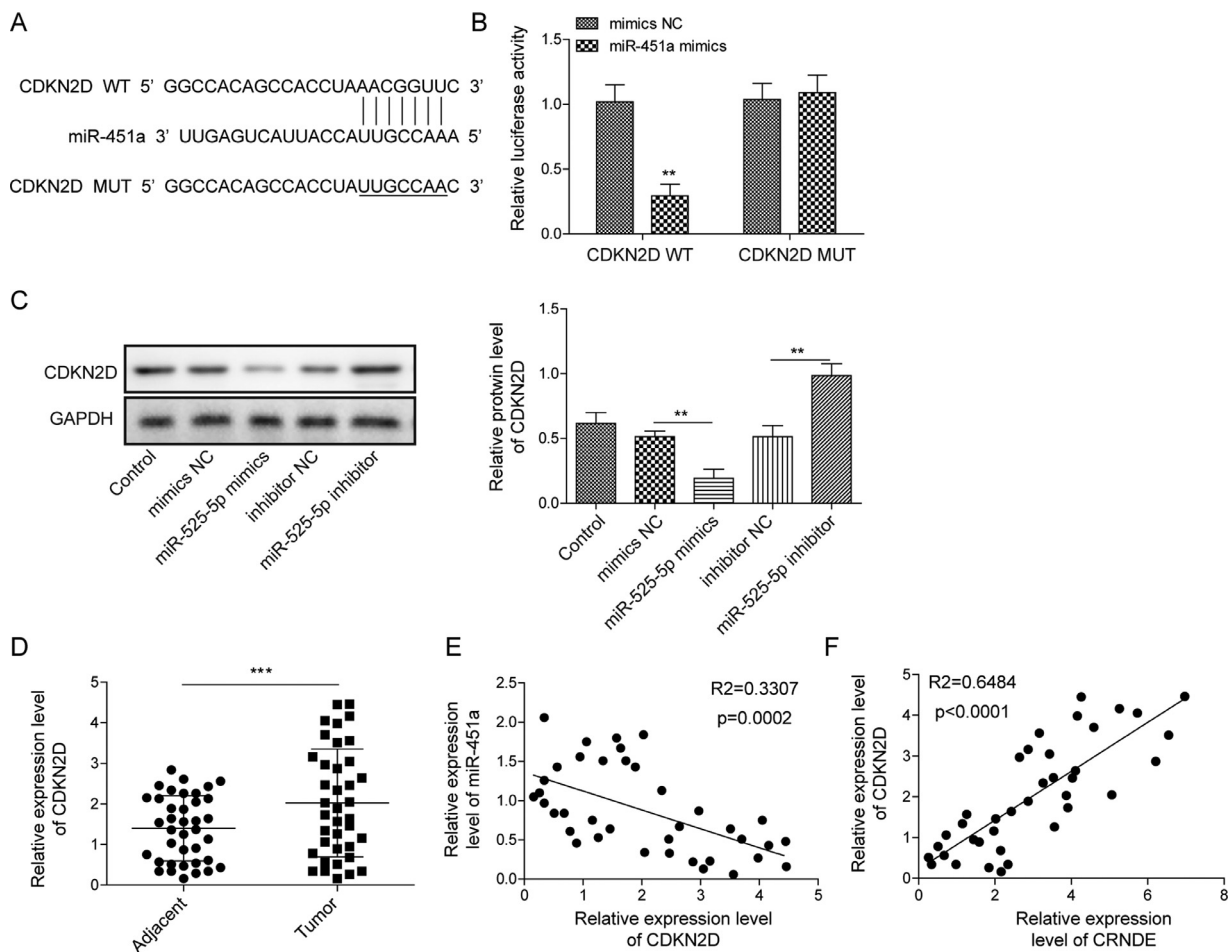 A
CDKN2D WT 5’ GGCCACAGCCACCUAAACGGUUC 3’
miR-451a 3’ UUGAGUCAUUACCAUUGCCAAA 5’
CDKN2D MUT 5’ GGCCACAGCCACCUAUUGCCAAC 3’
B
mimics NC
miR-451a mimics
Relative luciferase activity
1.5
1.0
0.5
0.0
**
CDKN2D WT
CDKN2D MUT
C
CDKN2D
GAPDH
Control
mimics NC
miR-525-5p mimics
inhibitor NC
miR-525-5p inhibitor
Relative protwin level
of CDKN2D
1.5
1.0
0.5
0.0
**
**
Control
mimics NC
miR-525-5p mimics
inhibitor NC
miR-525-5p inhibitor
D
Relative expression level
of CDKN2D
5
4
3
2
1
0
***
Adjacent
Tumor
E
R2=0.3307
p=0.0002
Relative expression
level of miR-451a
2.5
2.0
1.5
1.0
0.5
0.0
0 1 2 3 4 5
Relative expression level
of CDKN2D
F
R2=0.6484
p<0.0001
Relative expression level
of CDKN2D
5
4
3
2
1
0
0 2 4 6 8
Relative expression
level of CRNDE